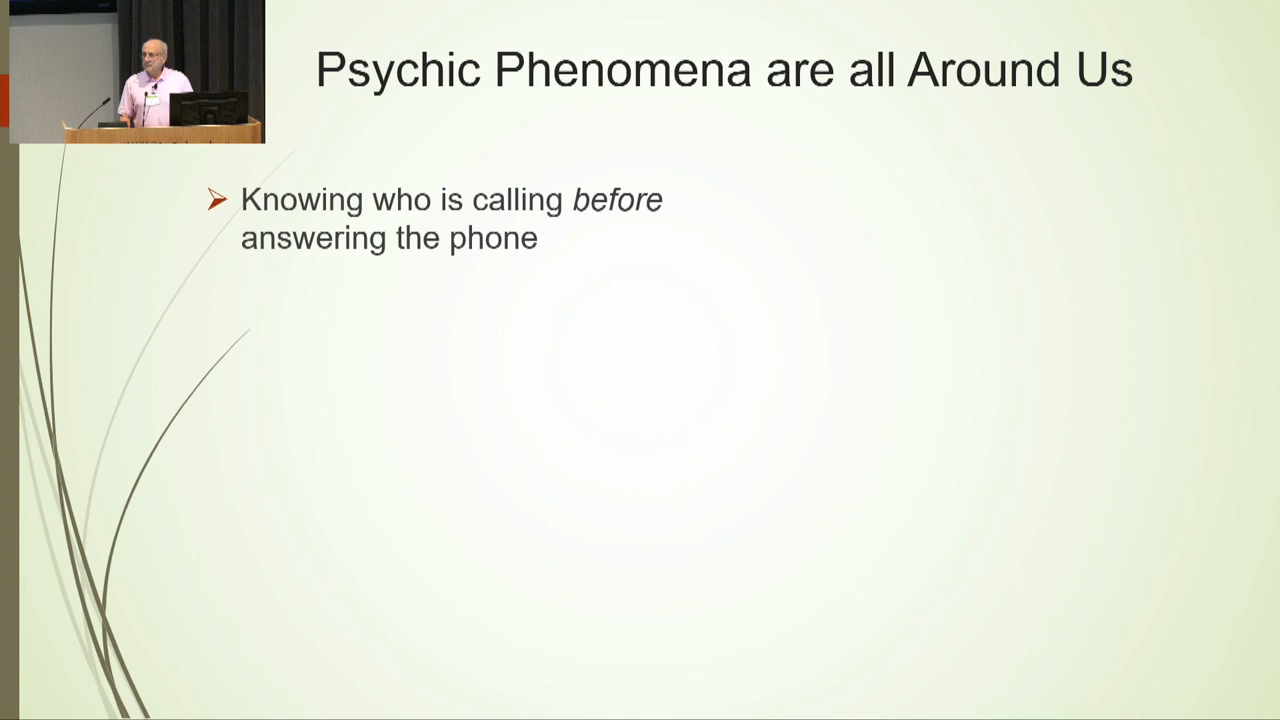 Psychic Phenomena are all Around Us
Knowing who is calling before
answering the phone